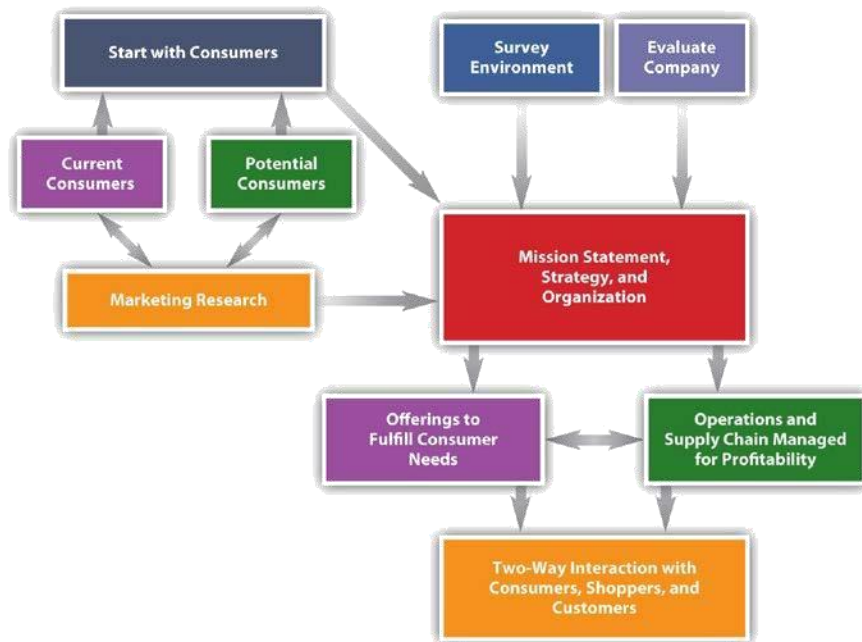 Start with Consumers
Survey
Environment
Evaluate
Company
Current
Consumers
Potential
Consumers
Mission Statement,
Strategy, and
Organization
Marketing Research
Offerings to
Fulfill Consumer
Needs
Operations and
Supply Chain Managed
for Profitability
Two-Way Interaction with
Consumers, Shoppers, and
Customers